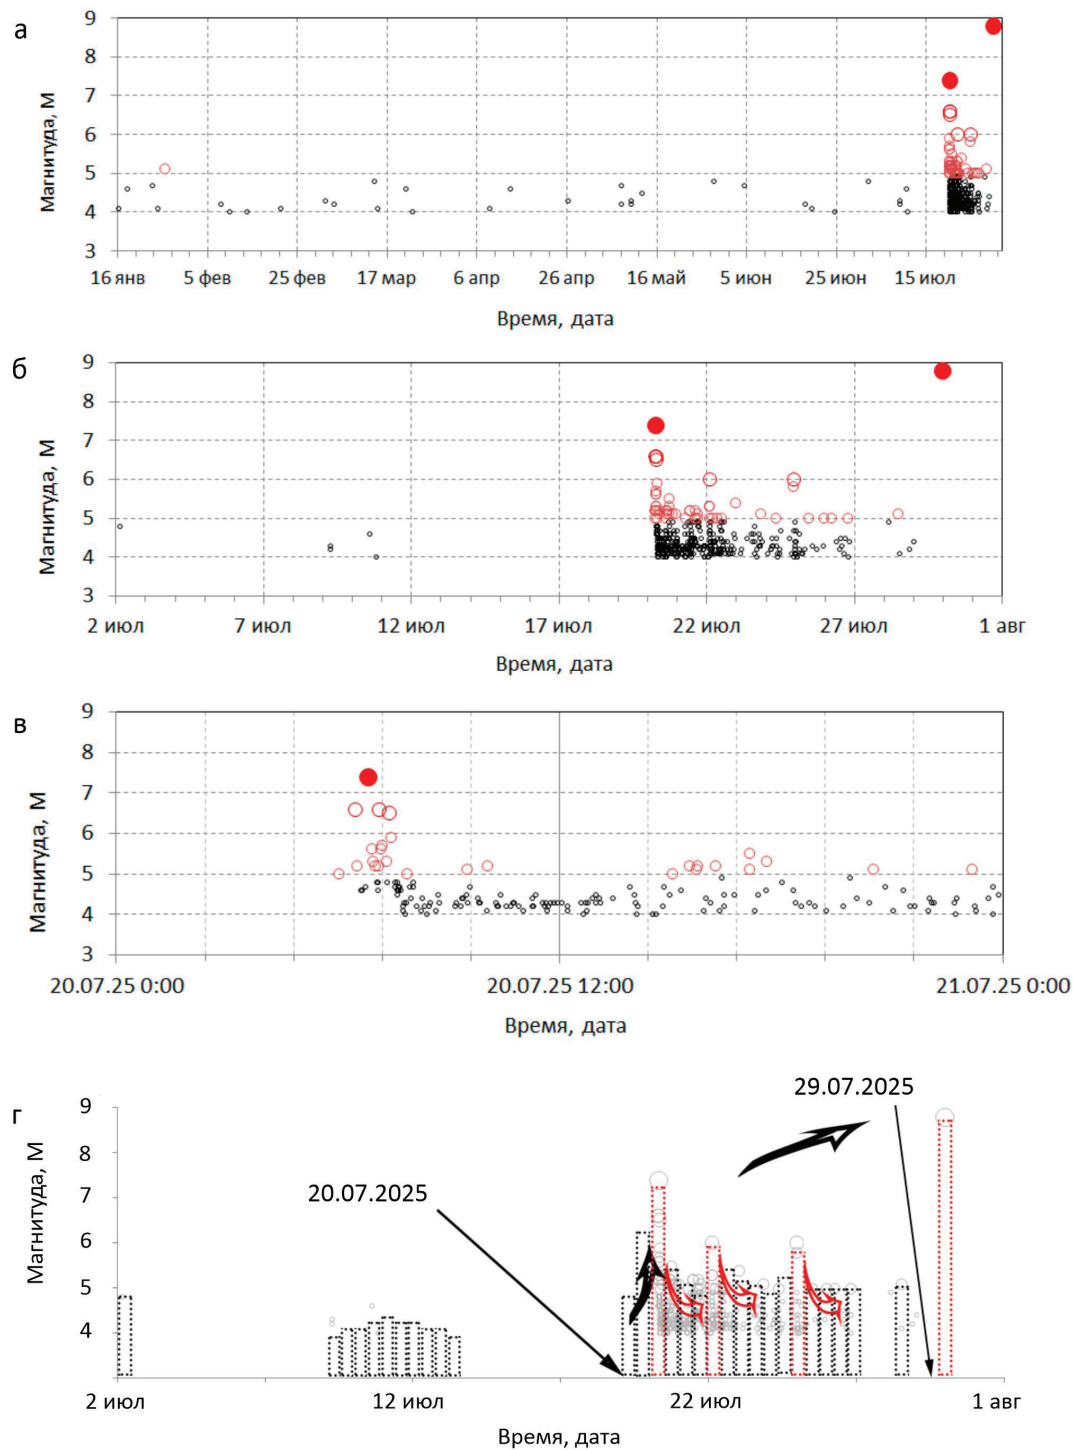 а
Магнитуда, М
9
8
7
6
5
4
3
16 янв 5 фев 25 фев 17 мар 6 апр 26 апр 16 май 5 июн 25 июн 15 июл
Время, дата
б
Магнитуда, М
9
8
7
6
5
4
3
2 июл 7 июл 12 июл 17 июл 22 июл 27 июл 1 авг
Время, дата
в
Магнитуда, М
9
8
7
6
5
4
3
20.07.25 0:00 20.07.25 12:00 21.07.25 0:00
Время, дата
г
Магнитуда, М
29.07.2025
20.07.2025
9
8
7
6
5
4
2 июл 12 июл 22 июл 1 авг
Время, дата